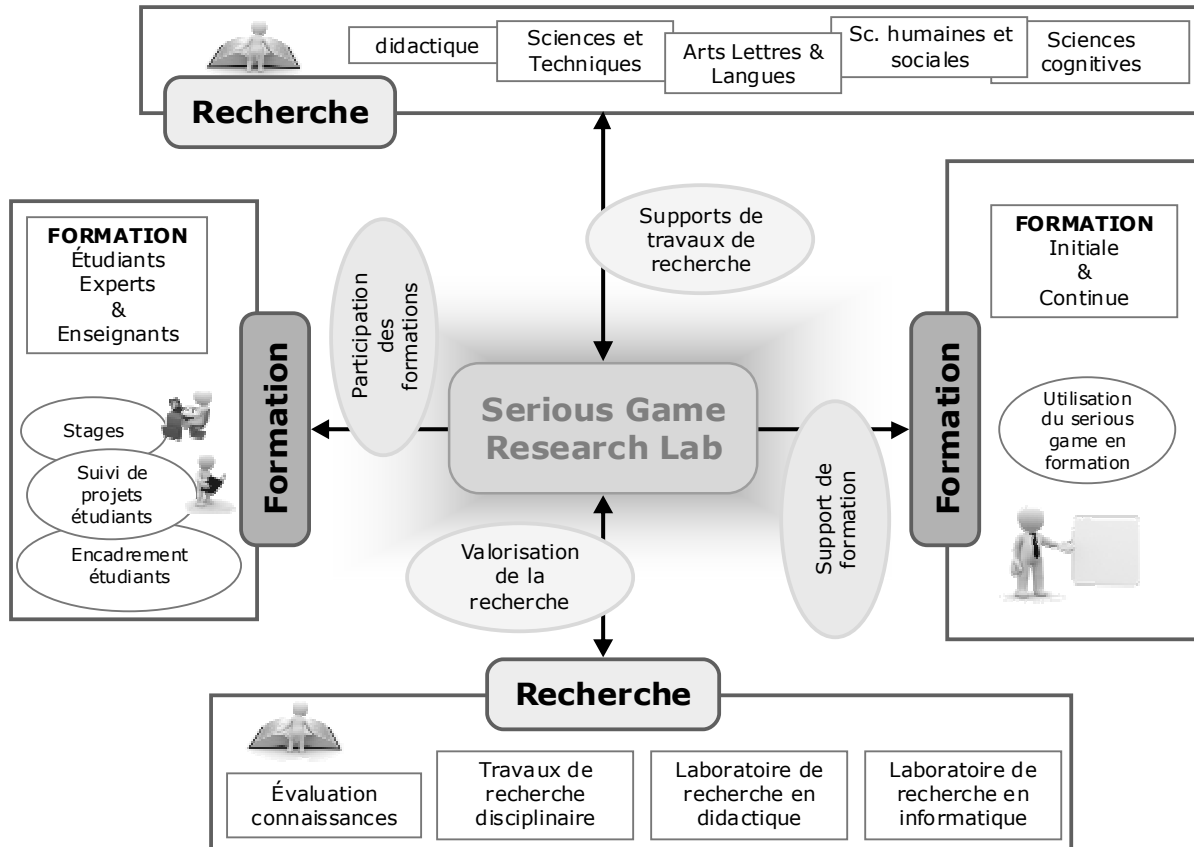 didactique
Sciences et
Techniques
Arts Lettres &
Langues
Sc. humaines et
sociales
Sciences
cognitives
Recherche
Supports de
travaux de
recherche
FORMATION
Étudiants
Experts
&
Enseignants
Formation
Stages
Suivi de
projets
étudiants
Encadrement
étudiants
Participation
des
formations
Serious Game
Research Lab
Support de
formation
FORMATION
Initiale
&
Continue
Formation
Utilisation
du serious
game en
formation
Valorisation
de la
recherche
Recherche
Évaluation
connaissances
Travaux de
recherche
disciplinaire
Laboratoire de
recherche en
didactique
Laboratoire de
recherche en
informatique